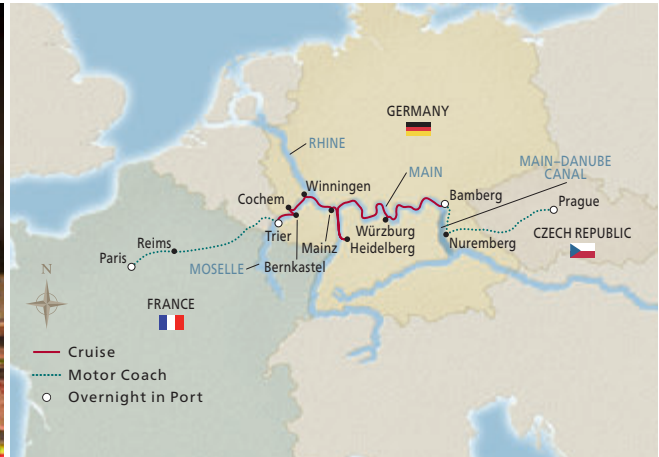 GERMANY
RHINE
MAIN
MAIN–DANUBE
CANAL
Cochem
Winningen
Bamberg
Prague
Trier
Mainz
Würzburg
Heidelberg
Nuremberg
CZECH REPUBLIC
Paris
Reims
MOSELLE
Bernkastel
N
FRANCE
Cruise
Motor Coach
Overnight in Port